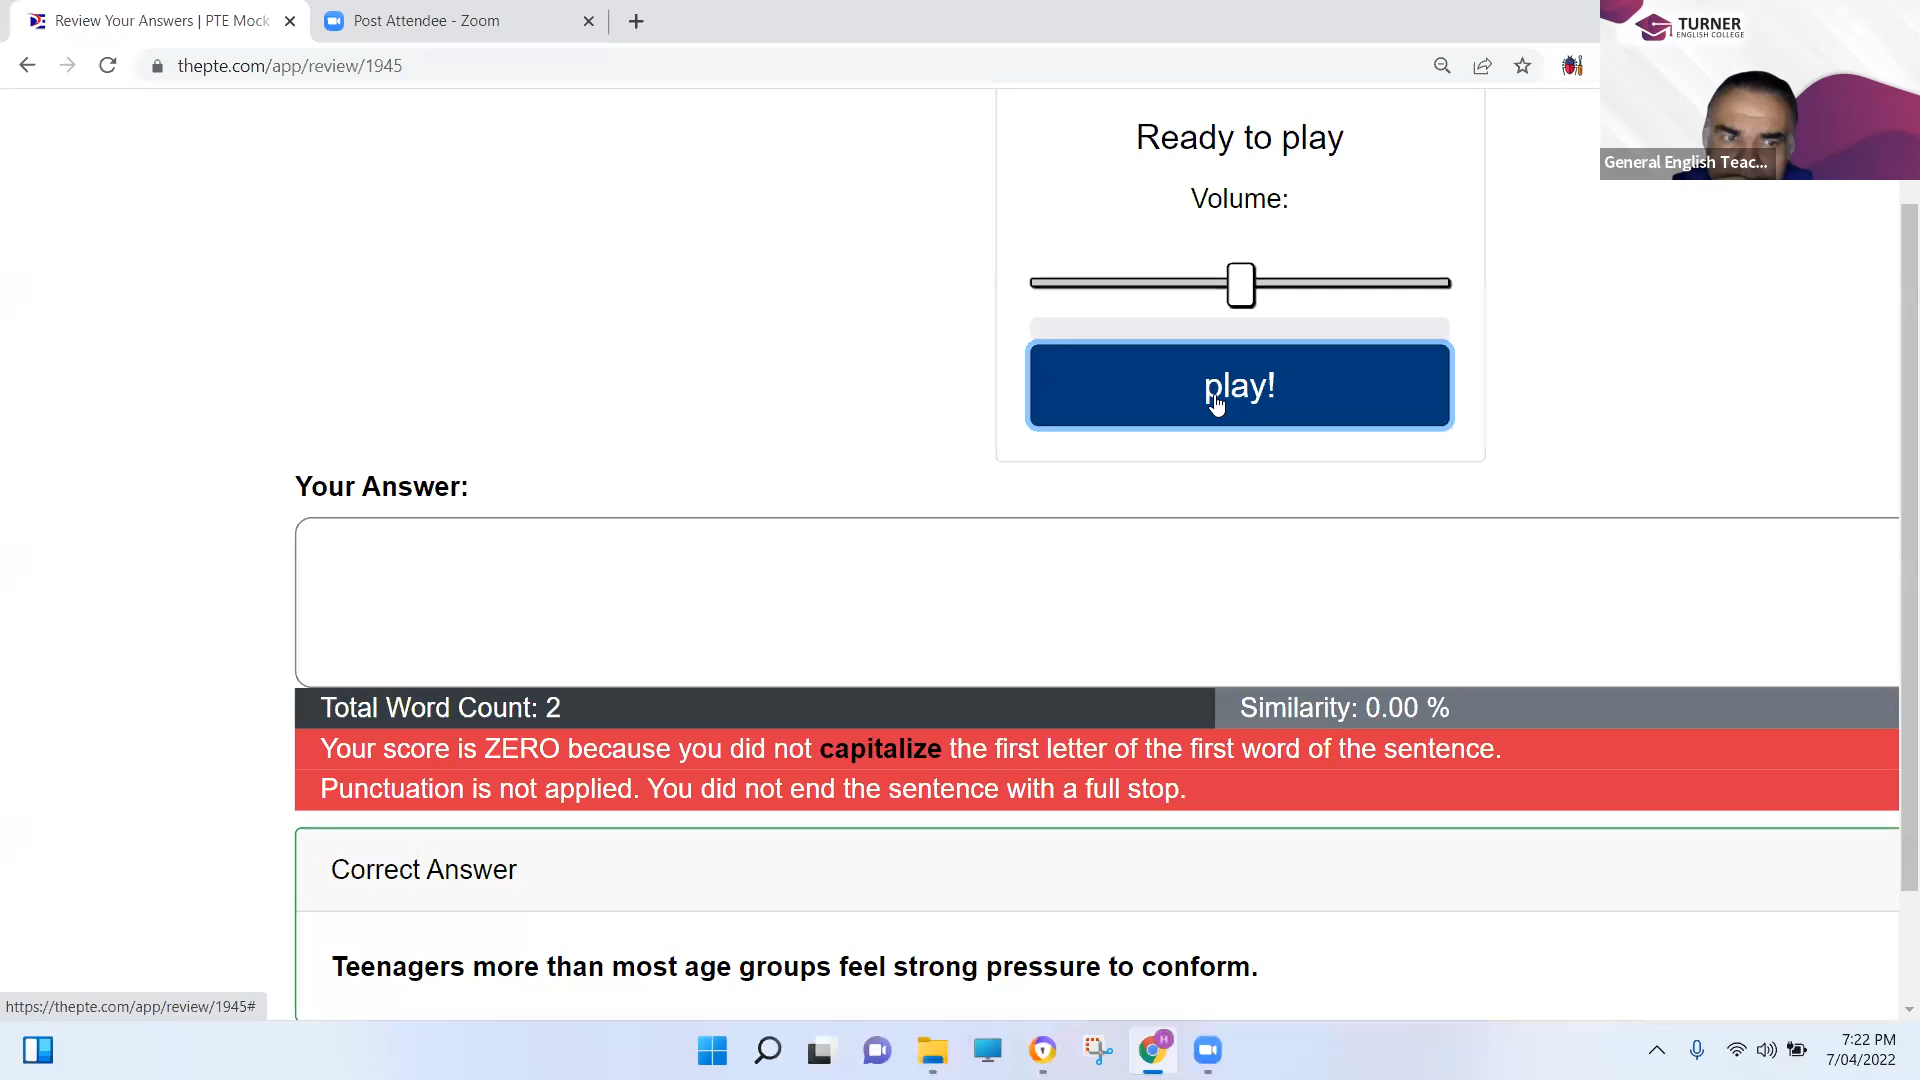 Review Your Answers | PTE Mock
Post Attendee - Zoom
thepte.com/app/review/1945
TURNER
ENGLISH COLLEGE
General English Teac...
Ready to play
Volume:
play!
Your Answer:
Total Word Count: 2
Similarity: 0.00 %
Your score is ZERO because you did not capitalize the first letter of the first word of the sentence.
Punctuation is not applied. You did not end the sentence with a full stop.
Correct Answer
Teenagers more than most age groups feel strong pressure to conform.
https://thepte.com/app/review/1945#
H
7:22 PM
7/04/2022